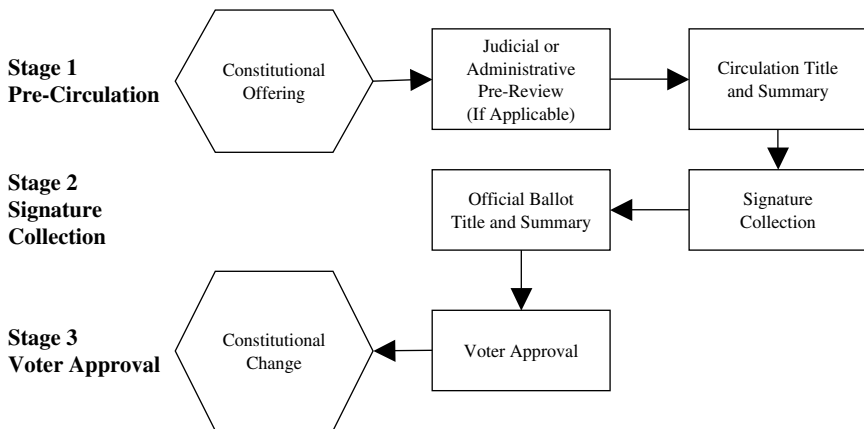 Stage 1
Pre-Circulation
Constitutional
Offering
Judicial or
Administrative
Pre-Review
(If Applicable)
Circulation Title
and Summary
Stage 2
Signature
Collection
Official Ballot
Title and Summary
Signature
Collection
Stage 3
Voter Approval
Constitutional
Change
Voter Approval